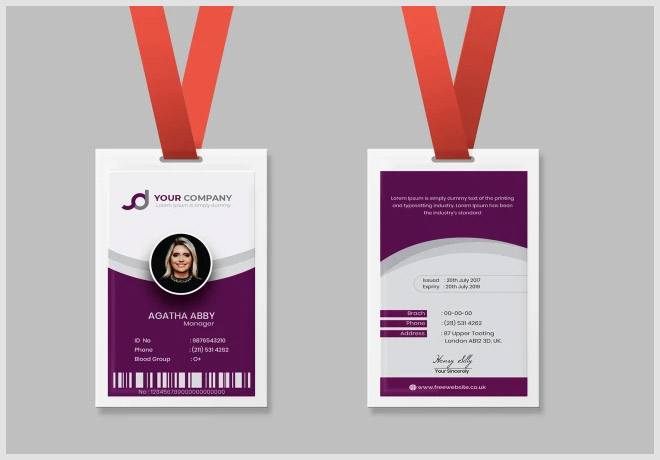 YOUR COMPANY
Lorem Ipsum is simply dummy
AGATHA ABBY
Manager
ID No : 9876543210
Phone : (211) 531 4262
Blood Group : O+
No : 1234567890000000000000
Lorem Ipsum is simply dummy text of the printing
and typesetting industry. Lorem Ipsum has been
the industry's standard
Issued : 20th July 2017
Expriry : 20th July 2019
Brach : 00-00-00
Phone : (211) 531 4262
Address : 87 Upper Tooting
London AB12 3D, UK.
Henry Silly
Your Sincerely
www.freewebsite.co.uk